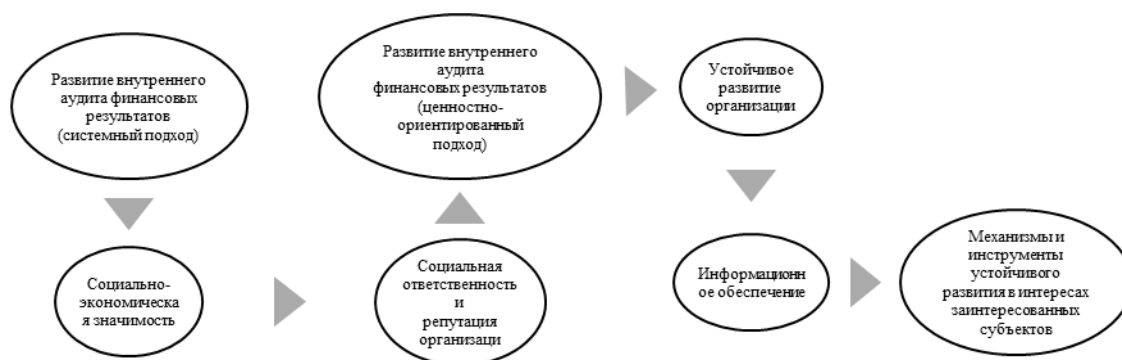 Развитие внутреннего
аудита финансовых
результатов
(системный подход)
Социально-
экономическа
я значимость
Социальная
ответственность
и
репутация
организаци
Развитие внутреннего
аудита
финансовых результатов
(ценностно-
ориентированный
подход)
Устойчивое
развитие
организации
Информационн
ое обеспечение
Механизмы и
инструменты
устойчивого
развития в интересах
заинтересованных
субъектов